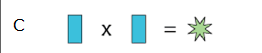 C x =